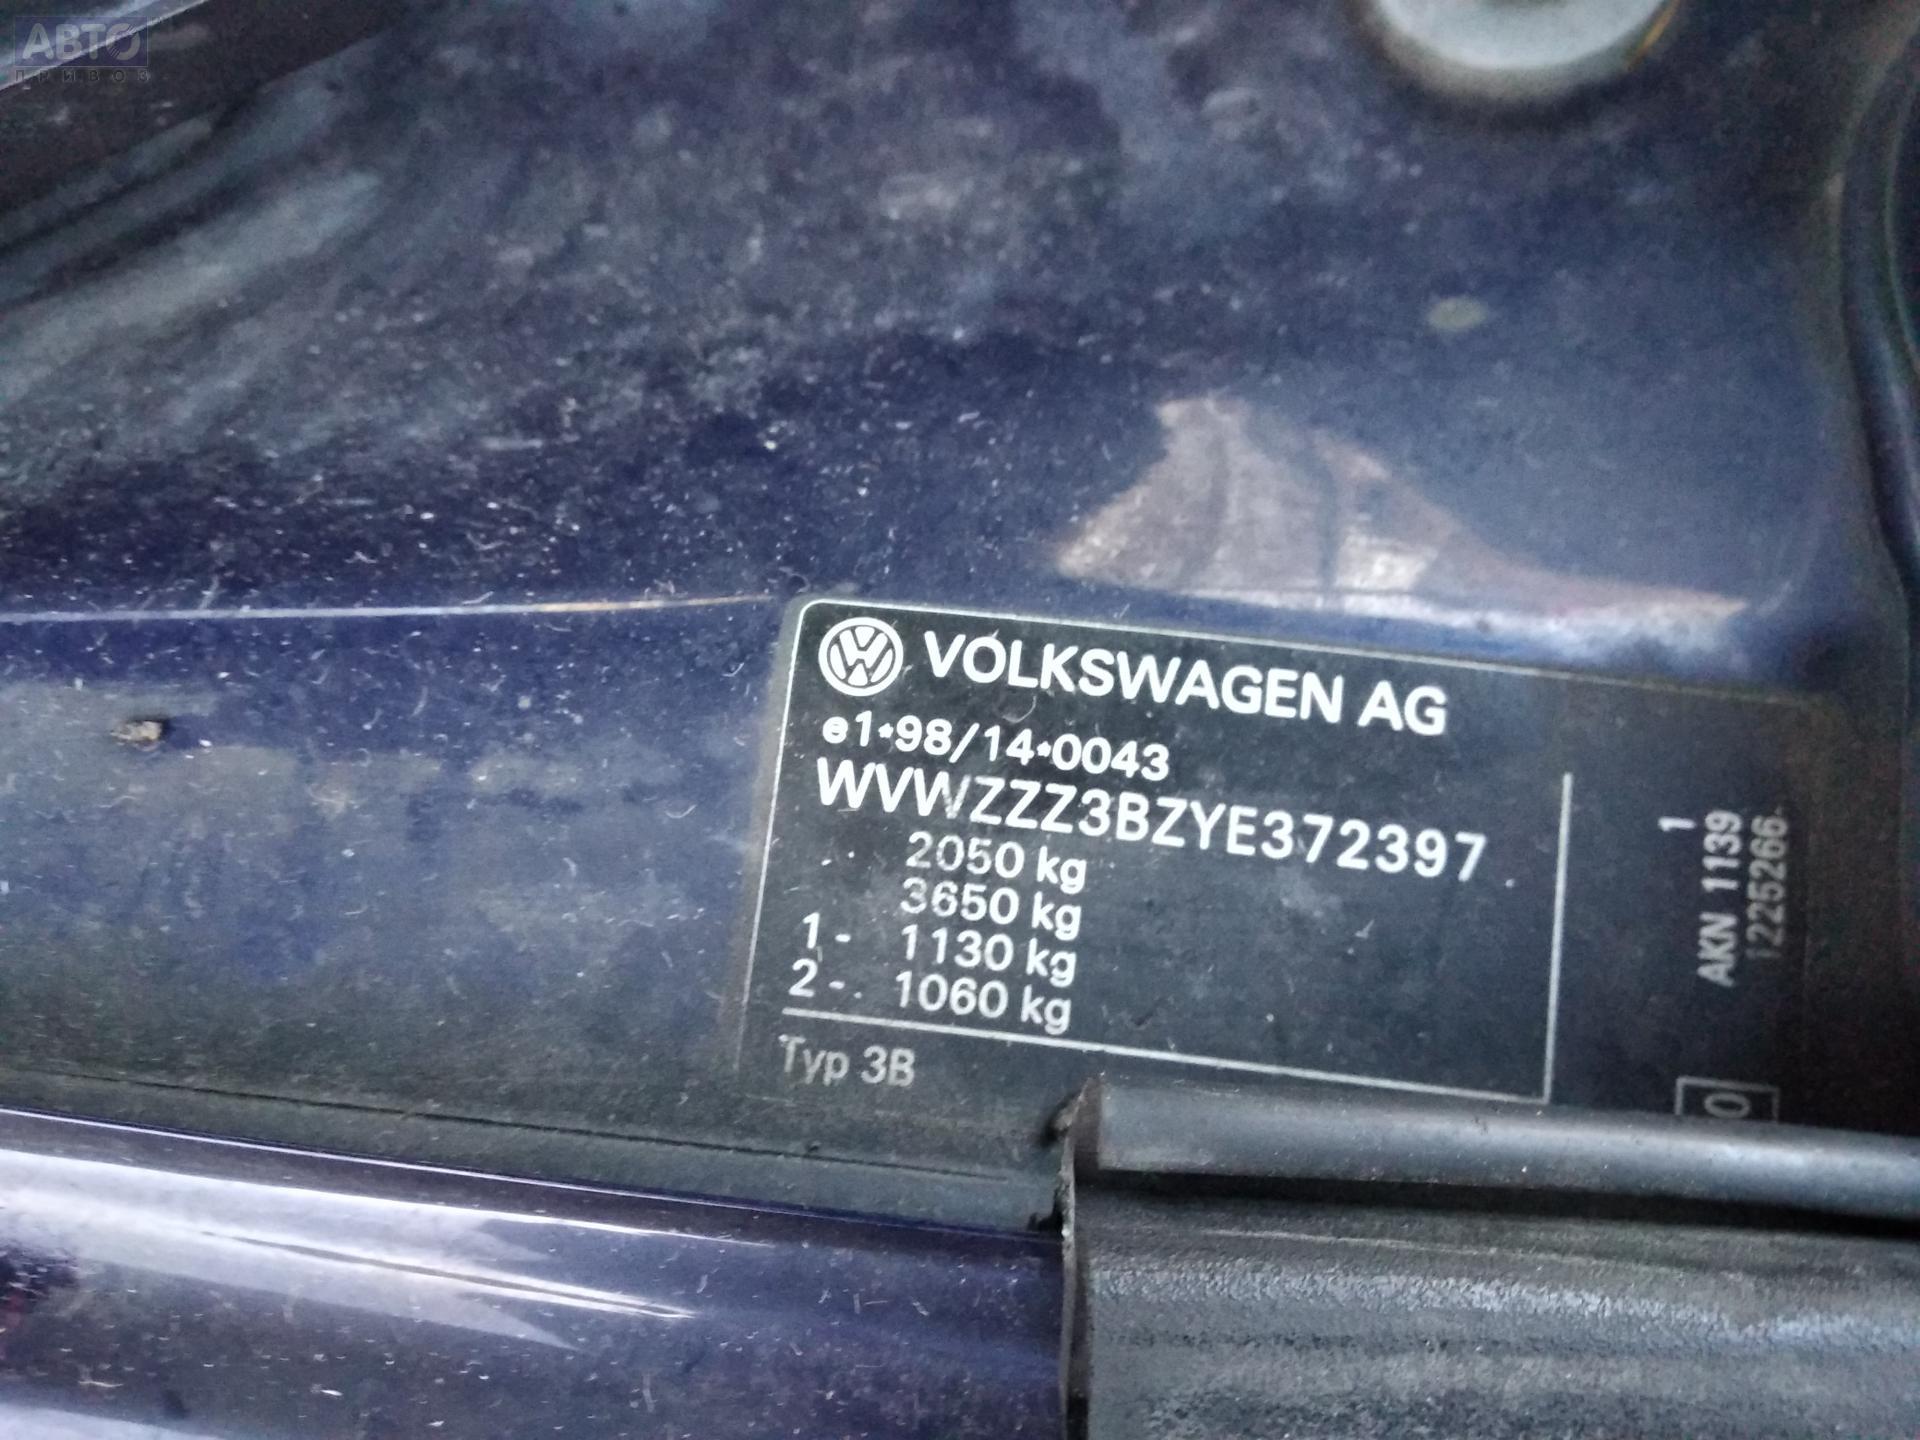 АВТО
ПРИВОЗ
VOLKSWAGEN AG
e1*98/14*0043
WVWZZZ3BZYE372397
2050 kg
3650 kg
1- 1130 kg
2- 1060 kg
Typ 3B
1
AKN 1139
1225266